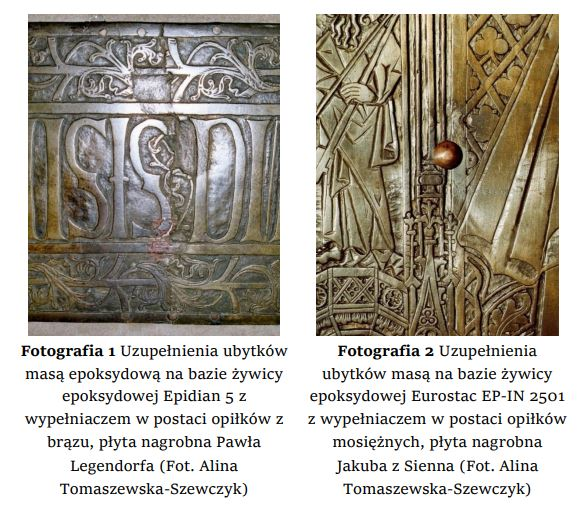 ISIS DI
Fotografia 1 Uzupełnienia ubytków
masą epoksydową na bazie żywicy
epoksydowej Epidian 5 z
wypełniaczem w postaci opiłków z
brązu, płyta nagrobna Pawła
Legendorfa (Fot. Alina
Tomaszewska-Szewczyk)
Fotografia 2 Uzupełnienia
ubytków masą na bazie żywicy
epoksydowej Eurostac EP-IN 2501
z wypełniaczem w postaci opiłków
mosiężnych, płyta nagrobna
Jakuba z Sienna (Fot. Alina
Tomaszewska-Szewczyk)